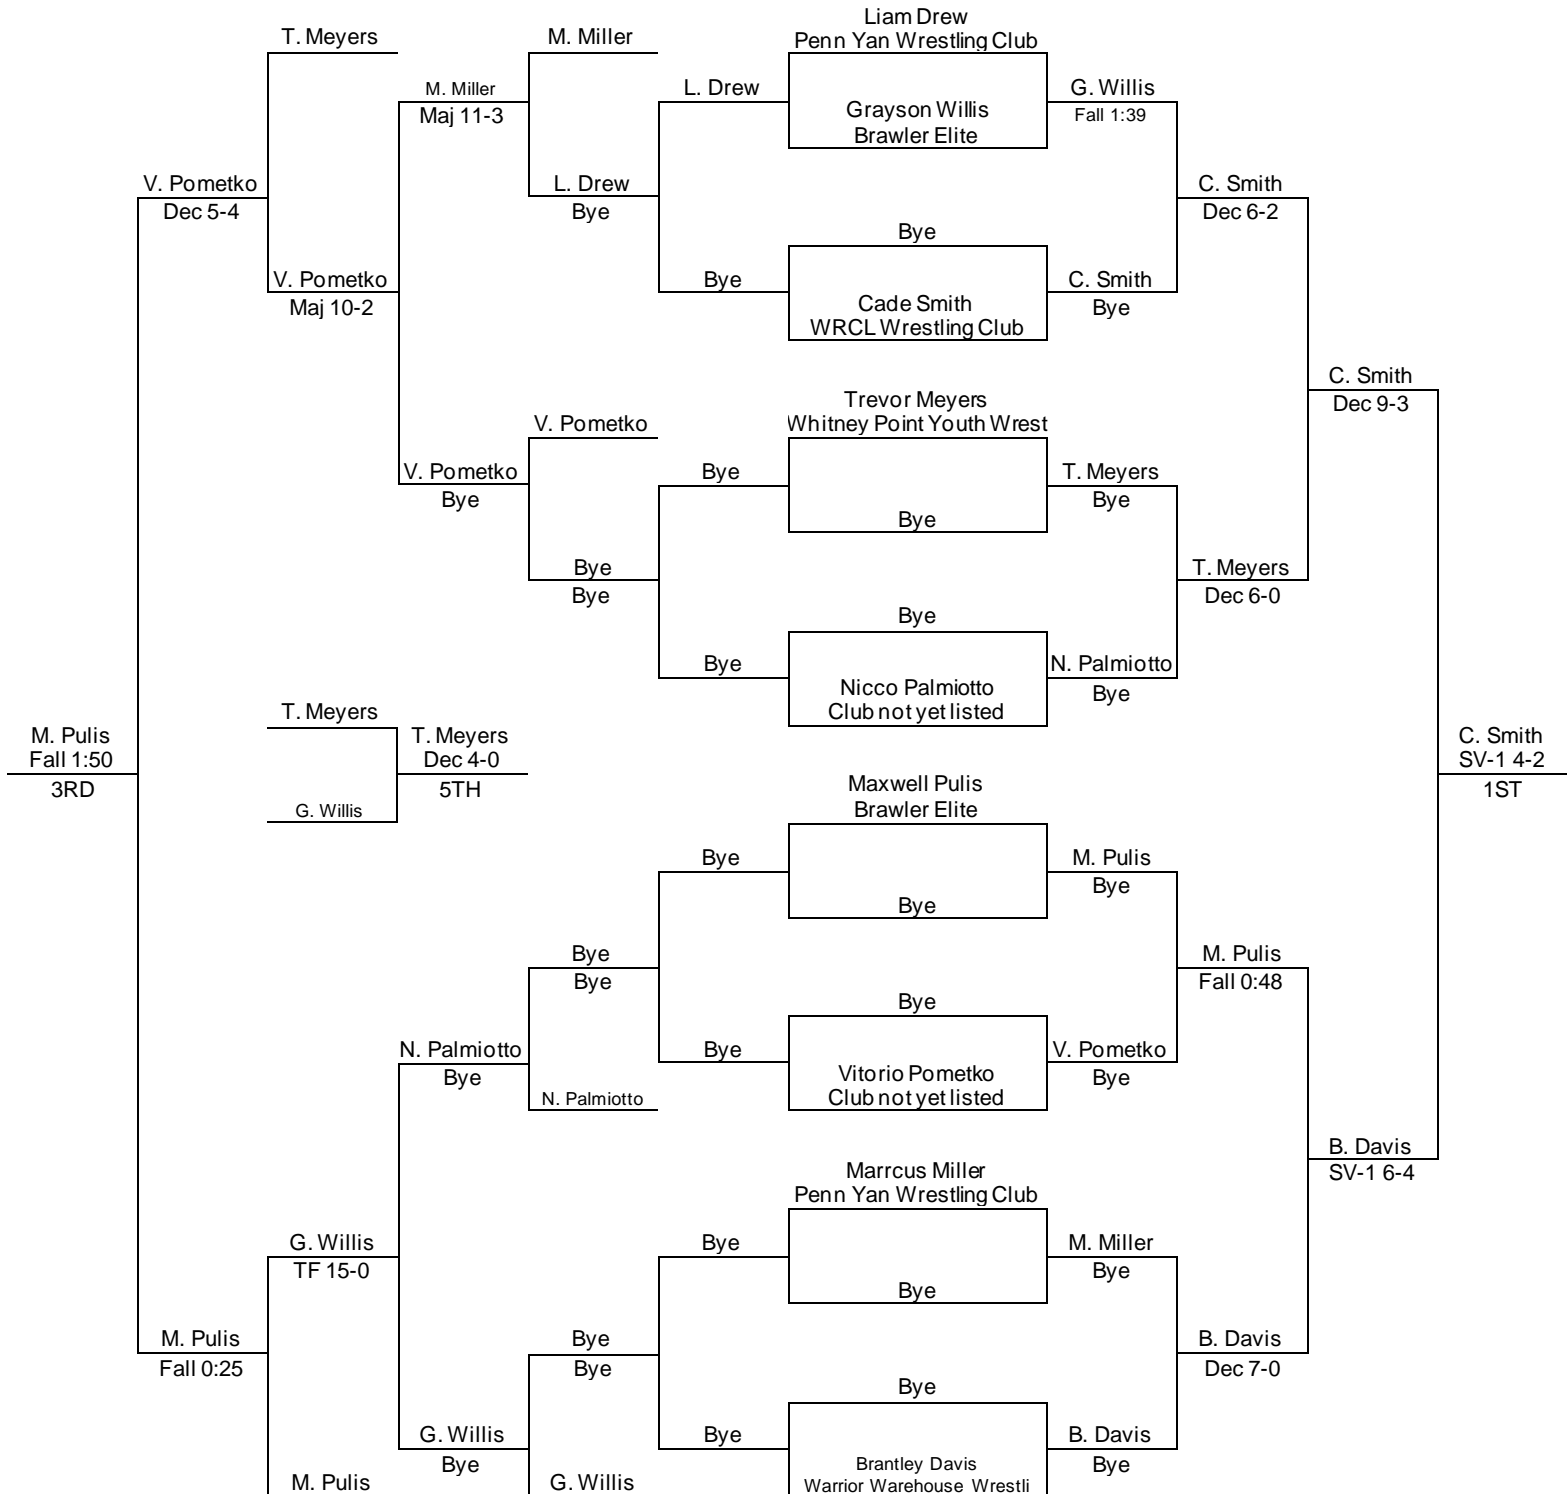 Liam Drew
Penn Yan Wrestling Club
T. Meyers
M. Miller
M. Miller
Maj 11-3
L. Drew
Grayson Willis
Brawler Elite
G. Willis
Fall 1:39
V. Pometko
Dec 5-4
L. Drew
Bye
C. Smith
Dec 6-2
Bye
V. Pometko
Maj 10-2
Bye
Cade Smith
WRCL Wrestling Club
C. Smith
Bye
C. Smith
Dec 9-3
Trevor Meyers
Whitney Point Youth Wrest
V. Pometko
V. Pometko
Bye
Bye
T. Meyers
Bye
Bye
Bye
Bye
T. Meyers
Dec 6-0
Bye
Bye
N. Palmiotto
Bye
Nicco Palmiotto
Club not yet listed
T. Meyers
M. Pulis
Fall 1:50
3RD
T. Meyers
Dec 4-0
5TH
G. Willis
C. Smith
SV-1 4-2
1ST
Maxwell Pulis
Brawler Elite
Bye
M. Pulis
Bye
Bye
Bye
Bye
M. Pulis
Fall 0:48
Bye
N. Palmiotto
Bye
Bye
V. Pometko
Bye
Vitorio Pometko
Club not yet listed
N. Palmiotto
B. Davis
SV-1 6-4
Marrcus Miller
Penn Yan Wrestling Club
G. Willis
TF 15-0
Bye
M. Miller
Bye
Bye
M. Pulis
Fall 0:25
Bye
Bye
B. Davis
Dec 7-0
Bye
G. Willis
Bye
Bye
B. Davis
Bye
Brantley Davis
Warrior Warehouse Wrestli
M. Pulis
G. Willis